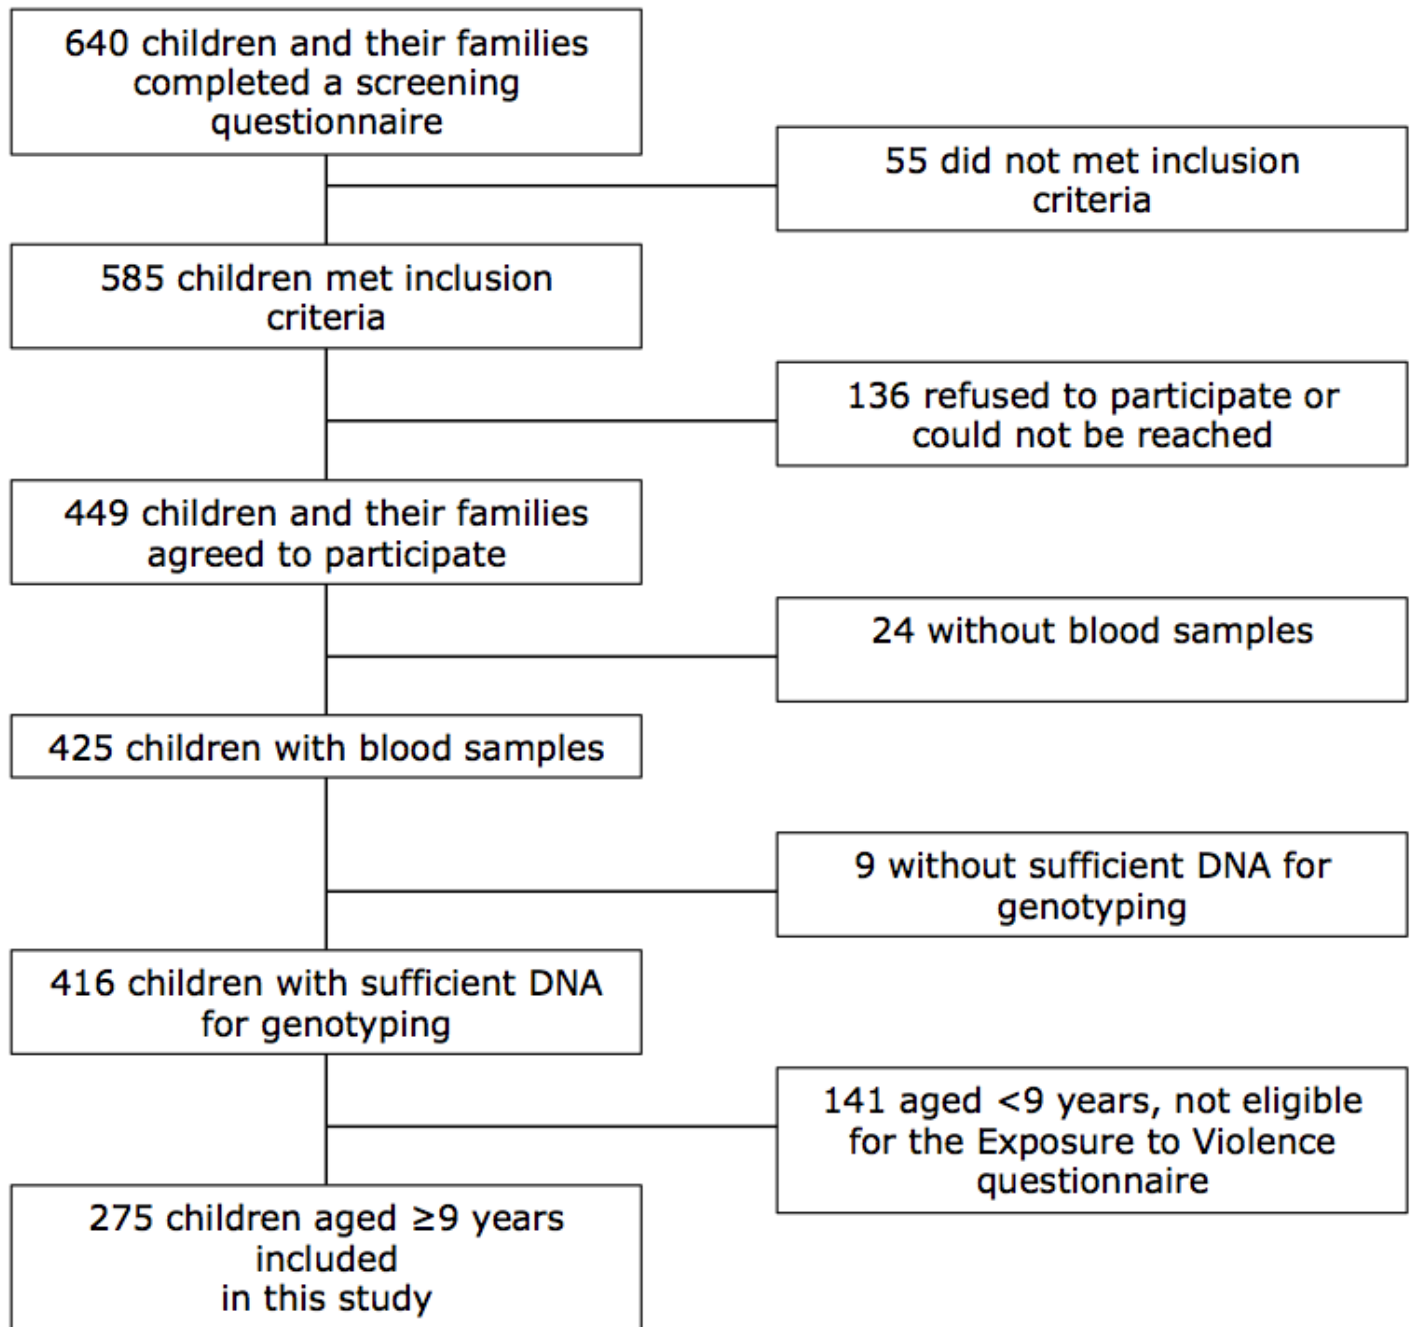 640 children and their families
completed a screening
questionnaire
55 did not met inclusion
criteria
585 children met inclusion
criteria
136 refused to participate or
could not be reached
449 children and their families
agreed to participate
24 without blood samples
425 children with blood samples
9 without sufficient DNA for
genotyping
416 children with sufficient DNA
for genotyping
141 aged <9 years, not eligible
for the Exposure to Violence
questionnaire
275 children aged ≥9 years
included
in this study